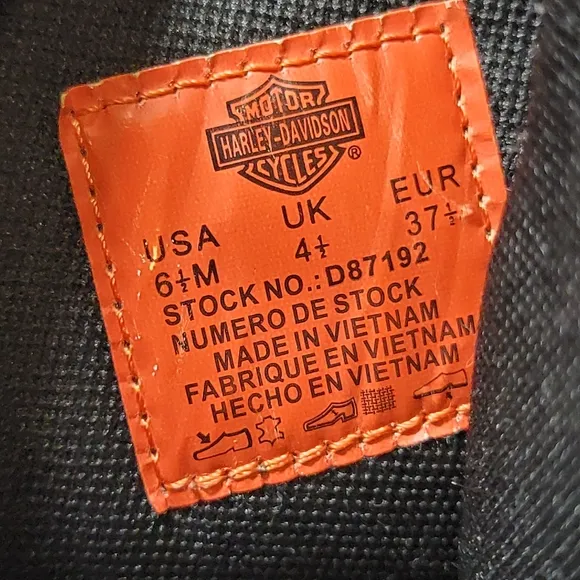 MOTOR
HARLEY-DAVIDSON
CYCLES ®
USA UK EUR
6½M 4½ 37½
STOCK NO.: D87192
NUMERO DE STOCK
MADE IN VIETNAM
FABRIQUE EN VIETNAM
HECHO EN VIETNAM